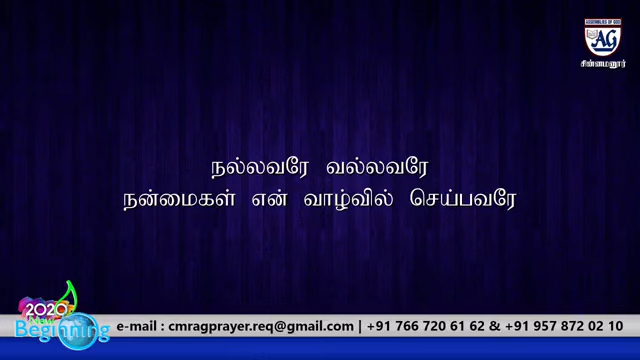 ASSEMBLIES OF GOD
AG
சின்னமனூர்
நல்லவரே வல்லவரே
நன்மைகள் என் வாழ்வில் செய்பவரே
2020
New
Beginning
e-mail : cmragprayer.req@gmail.com | +91 766 720 61 62 & +91 957 872 02 10